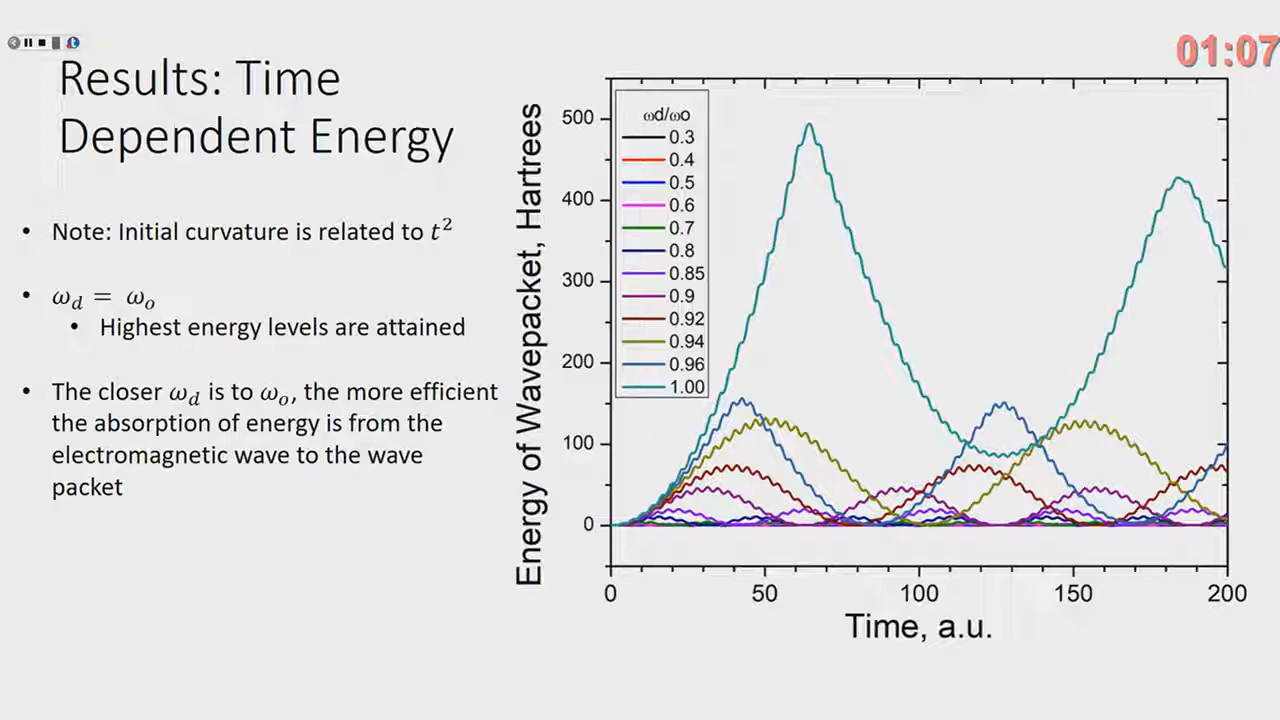 01:07
Results: Time
Dependent Energy
• Note: Initial curvature is related to t²
• ω_d = ω_o
• Highest energy levels are attained
• The closer ω_d is to ω_o, the more efficient
the absorption of energy is from the
electromagnetic wave to the wave
packet
Energy of Wavepacket, Hartrees
500
400
300
200
100
0
ωd/ωo
0.3
0.4
0.5
0.6
0.7
0.8
0.85
0.9
0.92
0.94
0.96
1.00
0 50 100 150 200
Time, a.u.